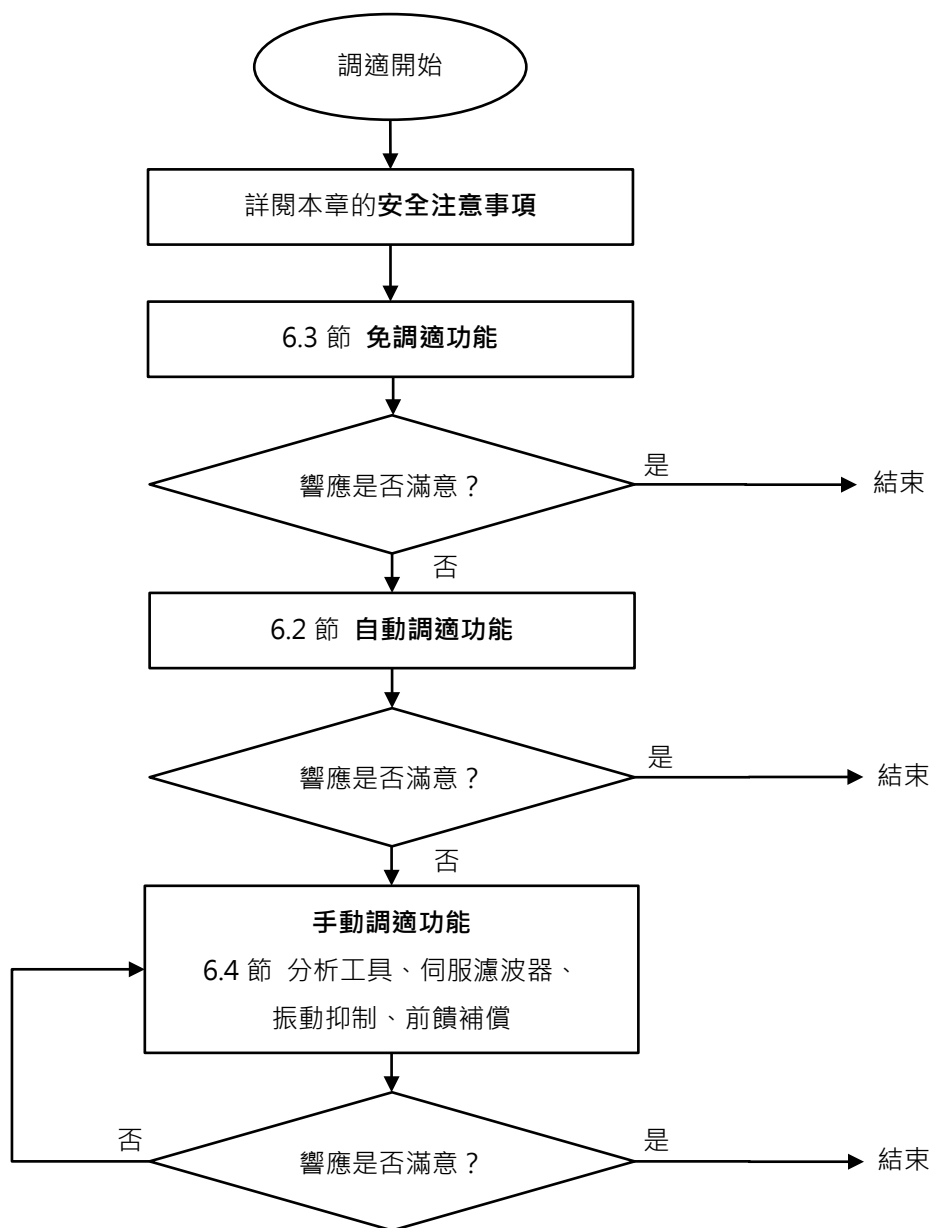 調適開始
詳閱本章的安全注意事項
6.3 節 免調適功能
響應是否滿意？
是
結束
否
6.2 節 自動調適功能
響應是否滿意？
是
結束
否
手動調適功能
6.4 節 分析工具、伺服濾波器、
振動抑制、前饋補償
否
響應是否滿意？
是
結束